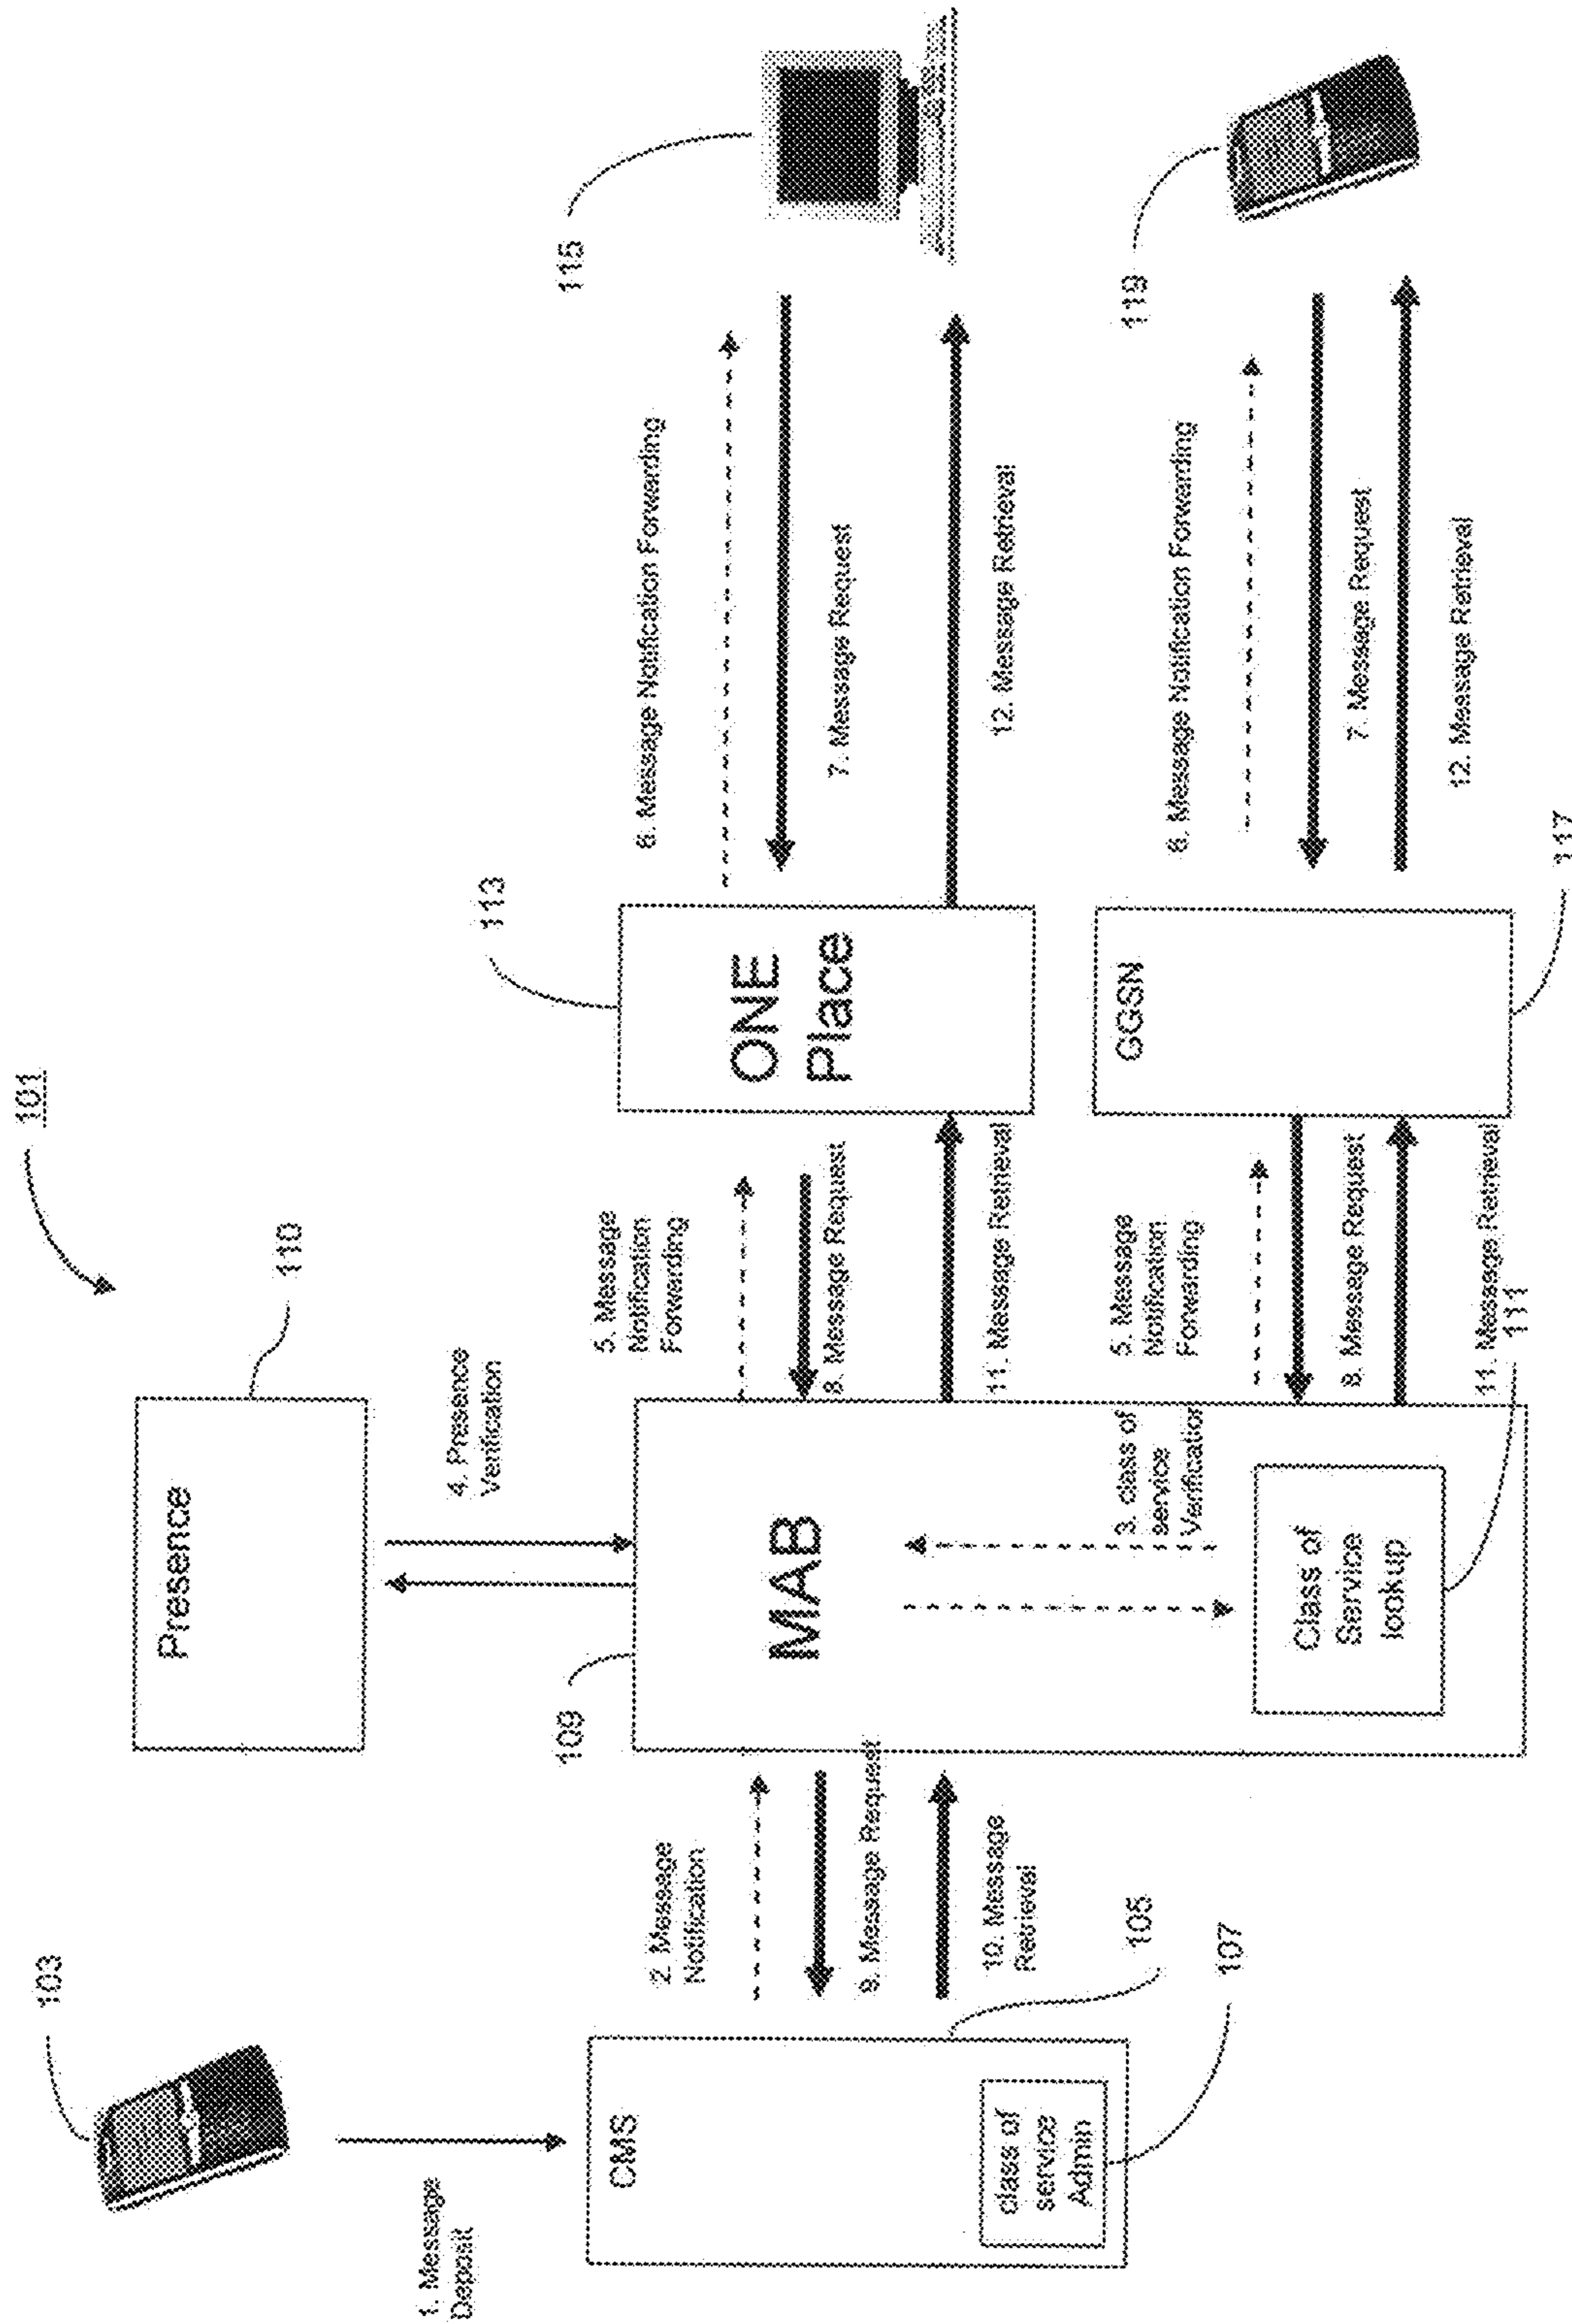 101
103
1. Message
Deposit
CMS
class of
service
Admin
105
107
2. Message
Notification
9. Message Request
10. Message
Retrieval
Presence
110
4. Presence
Verification
109
MAB
3. class of
service
Verification
Class of
Service
lookup
111
5. Message
Notification
Forwarding
8. Message Request
11. Message Retrieval
5. Message
Notification
Forwarding
8. Message Request
11. Message Retrieval
113
ONE
Place
GGSN
117
6. Message Notification Forwarding
7. Message Request
12. Message Retrieval
6. Message Notification Forwarding
7. Message Request
12. Message Retrieval
115
119